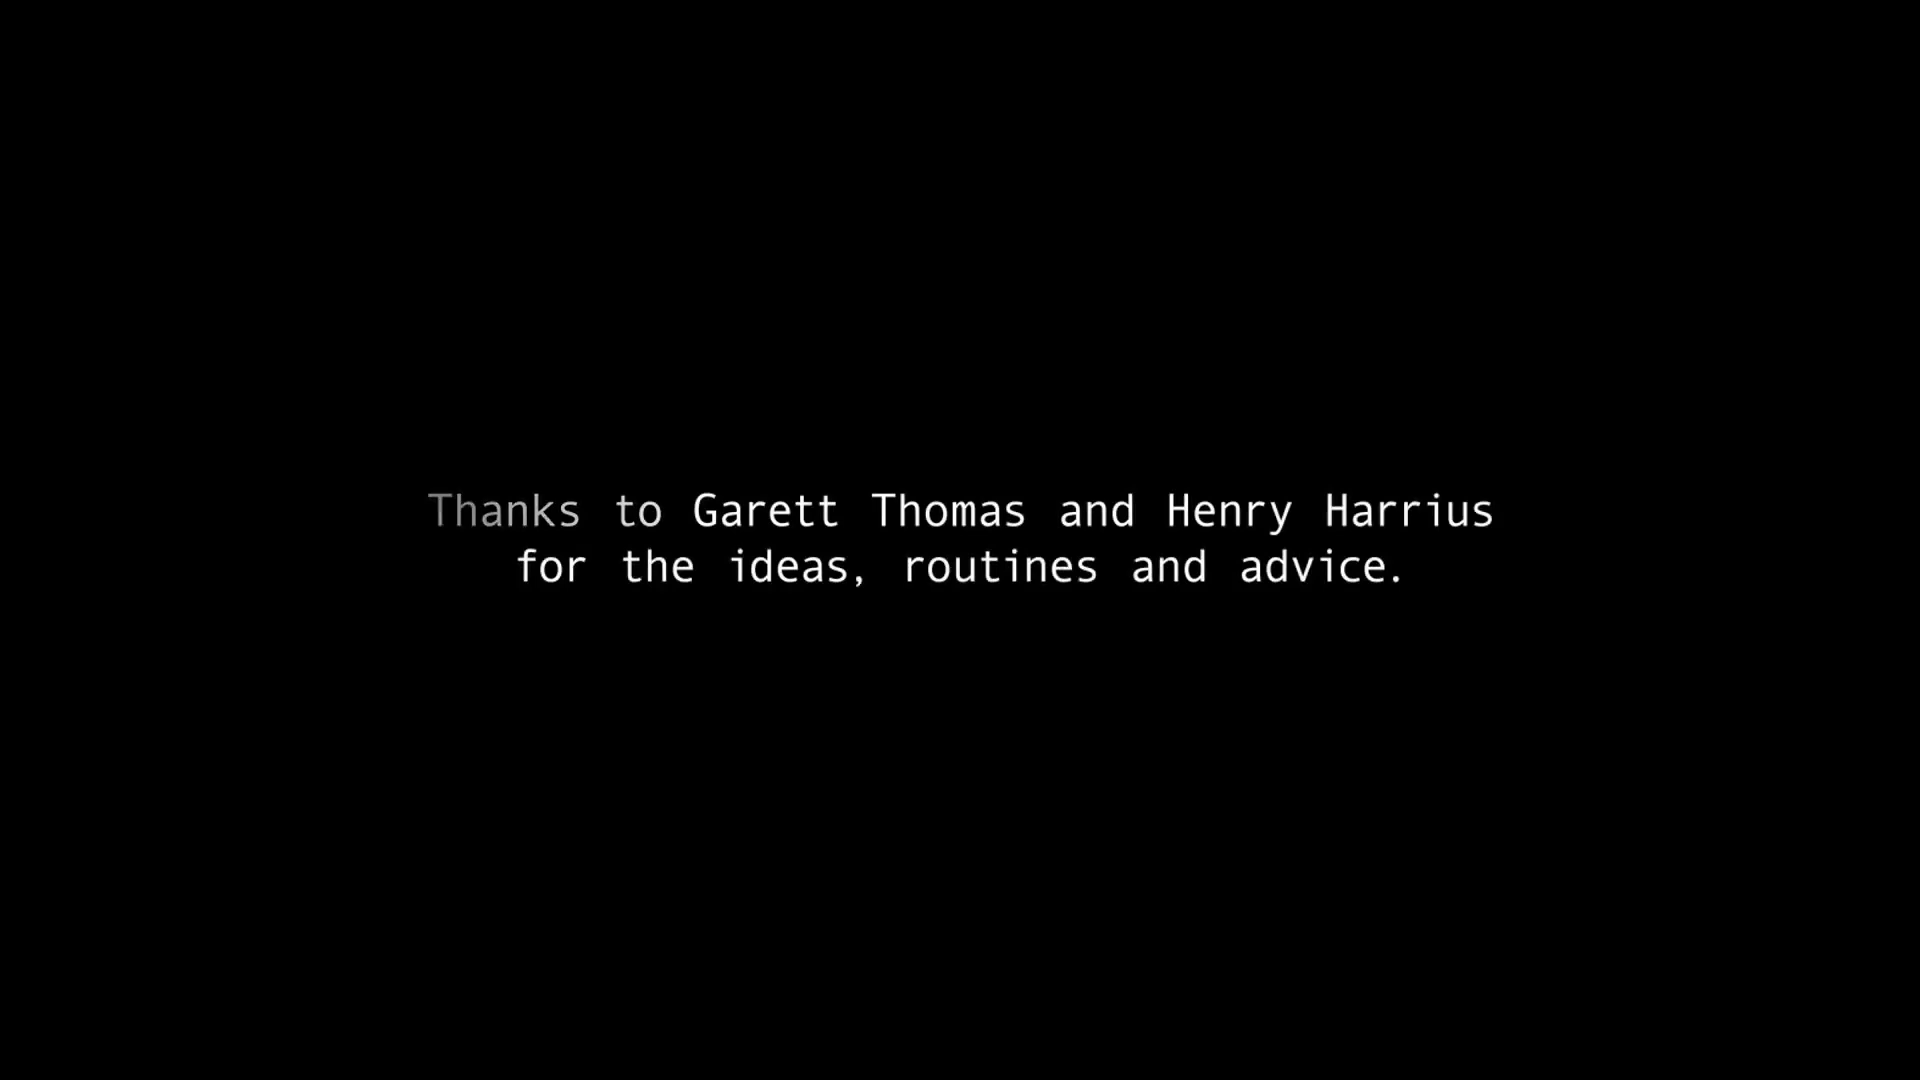 Thanks to Garett Thomas and Henry Harrius
for the ideas, routines and advice.